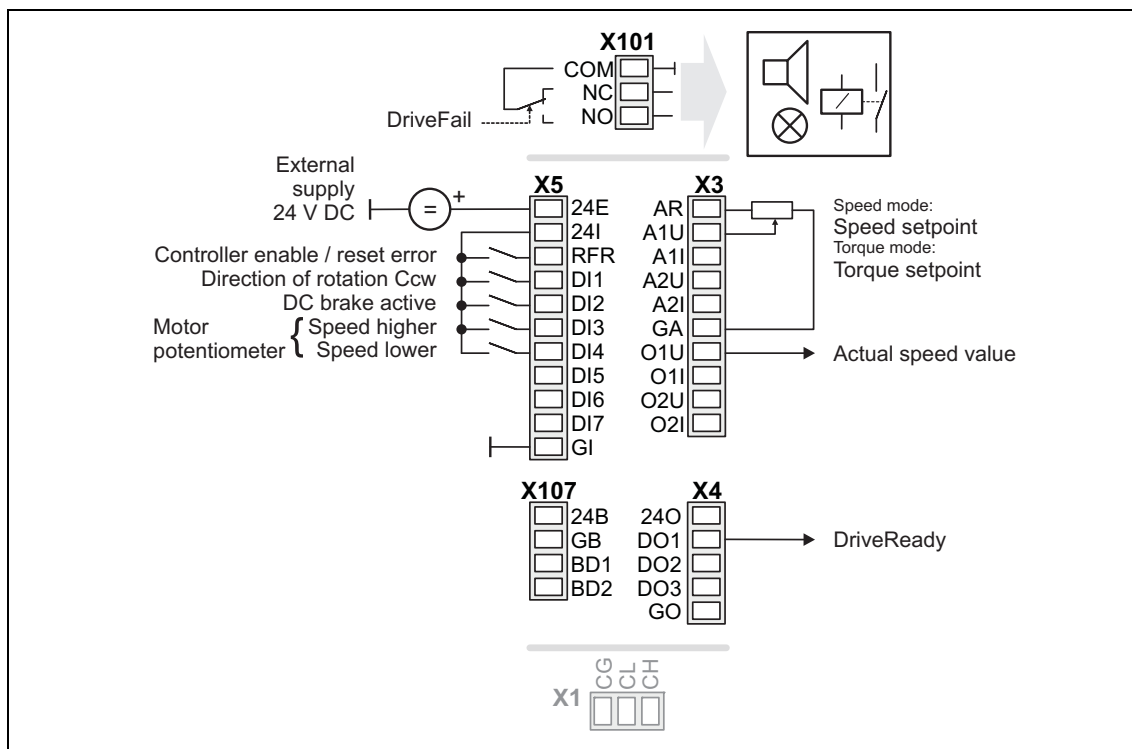 X101
COM
NC
NO
DriveFail
External
supply
24 V DC
=
+
X5
24E
24I
RFR
DI1
DI2
DI3
DI4
DI5
DI6
DI7
GI
Controller enable / reset error
Direction of rotation Ccw
DC brake active
Motor
potentiometer
{
Speed higher
Speed lower
X3
AR
A1U
A1I
A2U
A2I
GA
O1U
O1I
O2U
O2I
Speed mode:
Speed setpoint
Torque mode:
Torque setpoint
Actual speed value
X107
24B
GB
BD1
BD2
X4
24O
DO1
DO2
DO3
GO
DriveReady
X1
CG
CL
CH